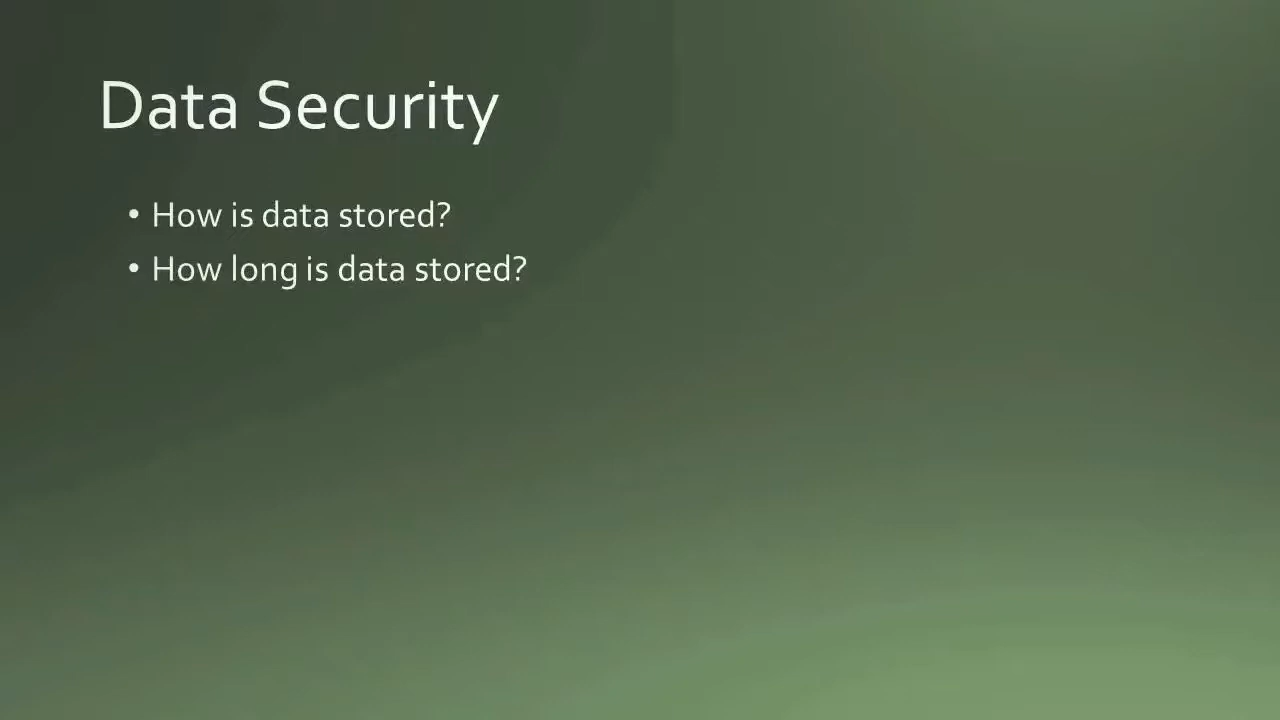 Data Security
• How is data stored?
• How long is data stored?